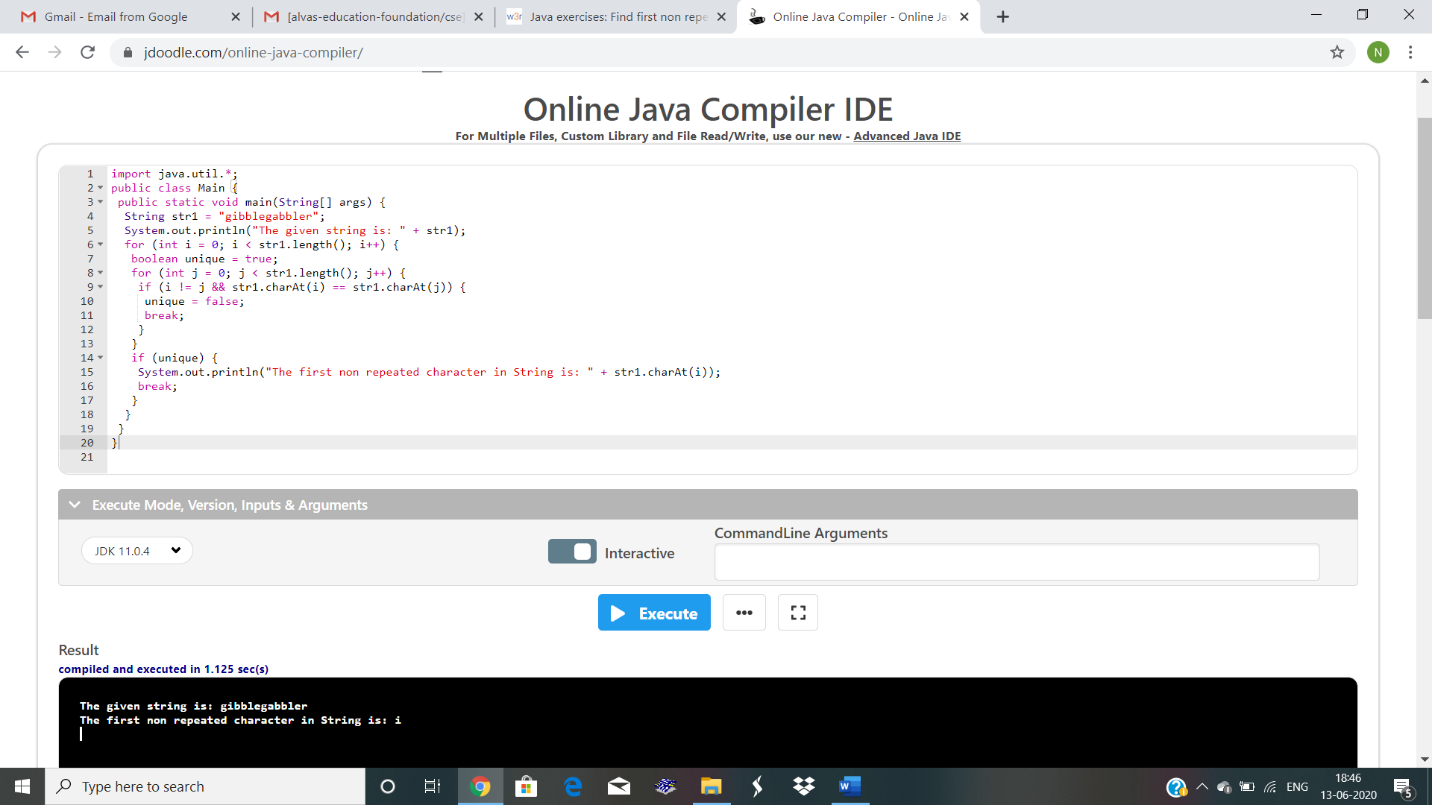 Gmail - Email from Google
[alvas-education-foundation/cse]
w3r Java exercises: Find first non repe
Online Java Compiler - Online Ja
jdoodle.com/online-java-compiler/
N
Online Java Compiler IDE
For Multiple Files, Custom Library and File Read/Write, use our new - Advanced Java IDE
1 import java.util.*;
2 public class Main {
3 public static void main(String[] args) {
4 String str1 = "gibblegabbler";
5 System.out.println("The given string is: " + str1);
6 for (int i = 0; i < str1.length(); i++) {
7 boolean unique = true;
8 for (int j = 0; j < str1.length(); j++) {
9 if (i != j && str1.charAt(i) == str1.charAt(j)) {
10 unique = false;
11 break;
12 }
13 }
14 if (unique) {
15 System.out.println("The first non repeated character in String is: " + str1.charAt(i));
16 break;
17 }
18 }
19 }
20 }
21
Execute Mode, Version, Inputs & Arguments
CommandLine Arguments
JDK 11.0.4
Interactive
Execute
Result
compiled and executed in 1.125 sec(s)
The given string is: gibblegabbler
The first non repeated character in String is: i
Type here to search
ENG
18:46
13-06-2020
5